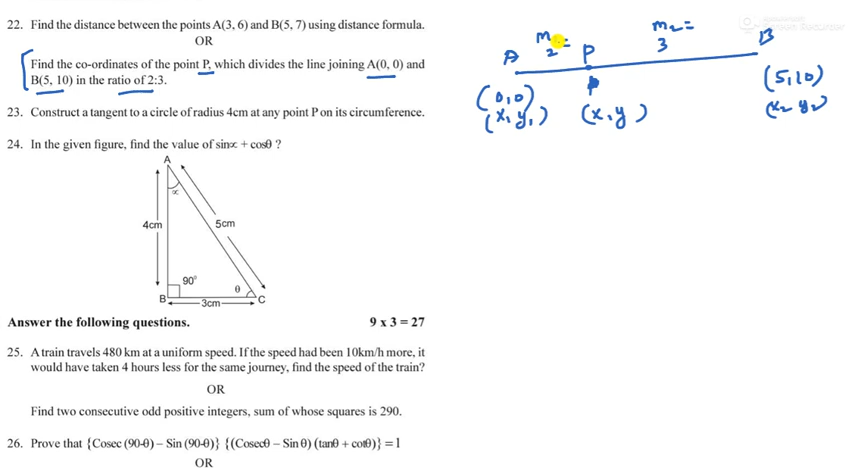 22. Find the distance between the points A(3, 6) and B(5, 7) using distance formula.
OR
Find the co-ordinates of the point P, which divides the line joining A(0, 0) and
B(5, 10) in the ratio of 2:3.
23. Construct a tangent to a circle of radius 4cm at any point P on its circumference.
24. In the given figure, find the value of sin∝ + cosθ ?
A
∝
4cm
5cm
90°
θ
B
3cm
C
Answer the following questions. 9 x 3 = 27
25. A train travels 480 km at a uniform speed. If the speed had been 10km/h more, it
would have taken 4 hours less for the same journey, find the speed of the train?
OR
Find two consecutive odd positive integers, sum of whose squares is 290.
26. Prove that {Cosec (90-θ) – Sin (90-θ)} {(Cosecθ – Sin θ) (tanθ + cotθ)} = 1
OR
m₁=
2
m₂=
3
A
P
B
P
(0,0)
(x₁ y₁)
(x, y)
(5,10)
(x₂ y₂)